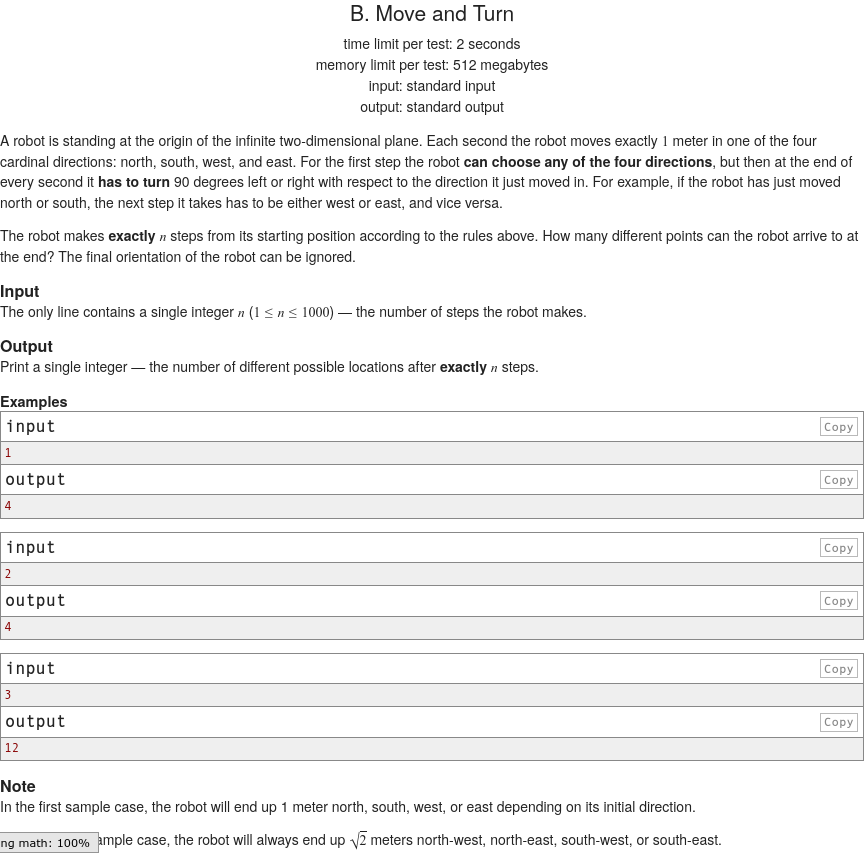 B. Move and Turn
time limit per test: 2 seconds
memory limit per test: 512 megabytes
input: standard input
output: standard output
A robot is standing at the origin of the infinite two-dimensional plane. Each second the robot moves exactly 1 meter in one of the four
cardinal directions: north, south, west, and east. For the first step the robot can choose any of the four directions, but then at the end of
every second it has to turn 90 degrees left or right with respect to the direction it just moved in. For example, if the robot has just moved
north or south, the next step it takes has to be either west or east, and vice versa.
The robot makes exactly n steps from its starting position according to the rules above. How many different points can the robot arrive to at
the end? The final orientation of the robot can be ignored.
Input
The only line contains a single integer n (1 ≤ n ≤ 1000) — the number of steps the robot makes.
Output
Print a single integer — the number of different possible locations after exactly n steps.
Examples
input Copy
1
output Copy
4
input Copy
2
output Copy
4
input Copy
3
output Copy
12
Note
In the first sample case, the robot will end up 1 meter north, south, west, or east depending on its initial direction.
ng math: 100% ample case, the robot will always end up √2 meters north-west, north-east, south-west, or south-east.